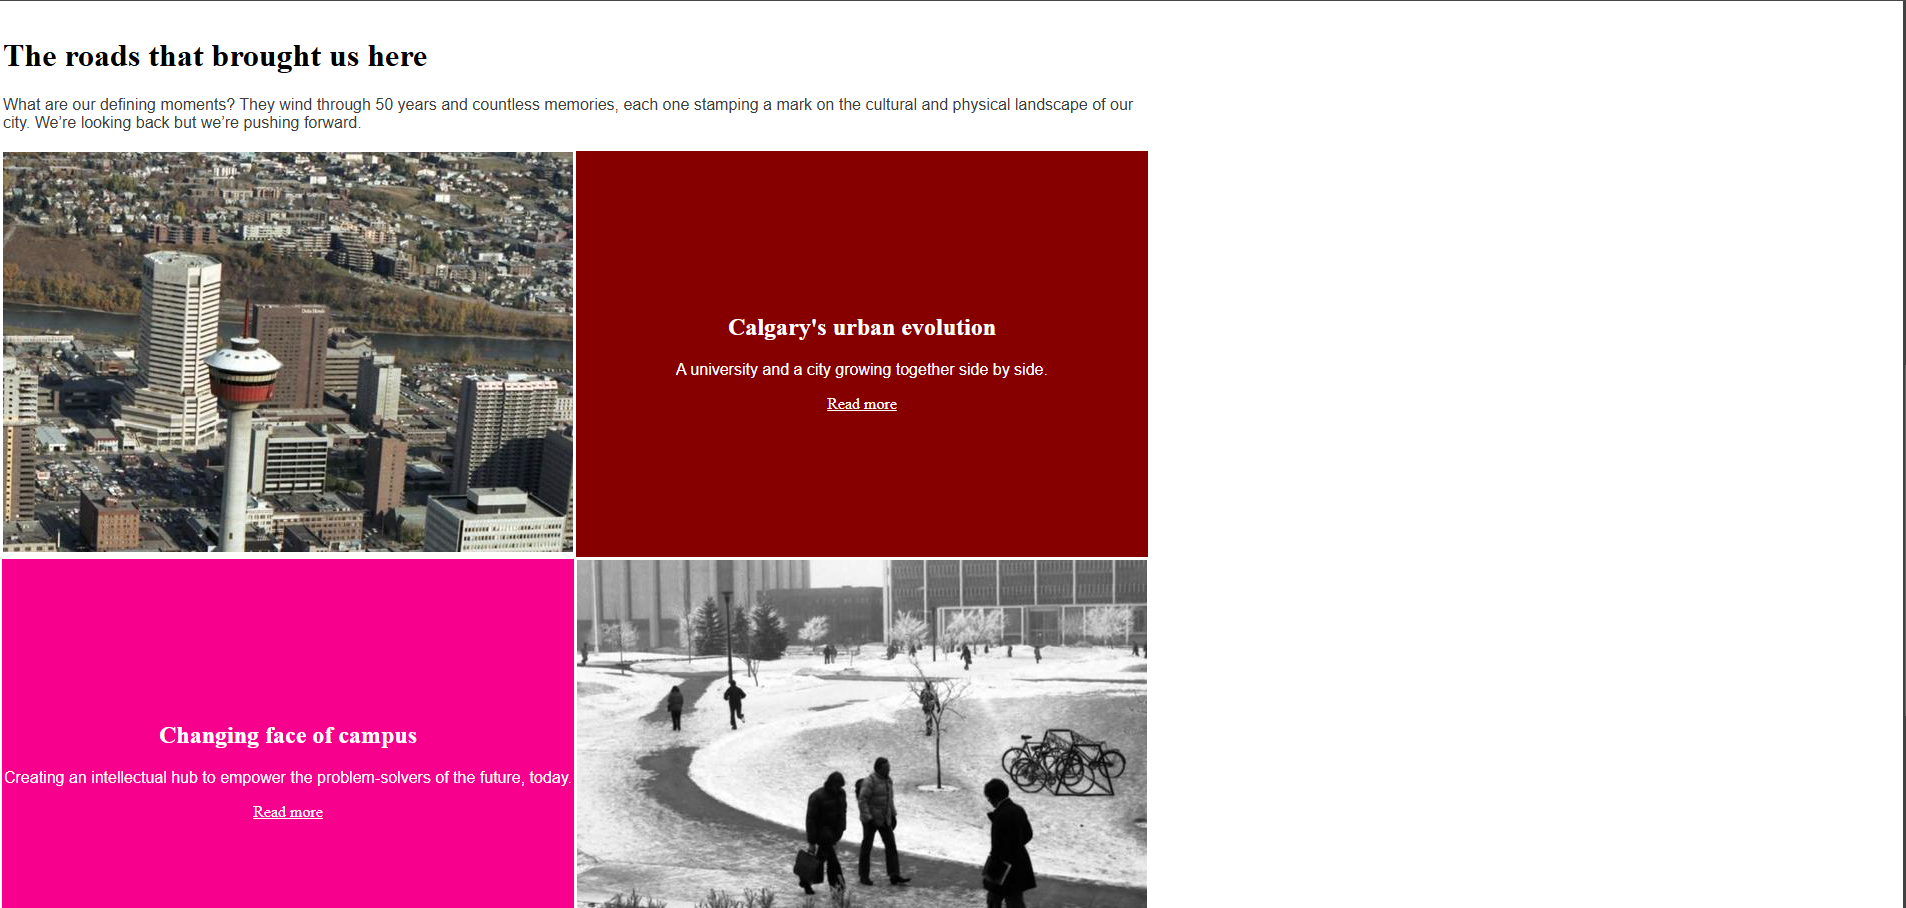 The roads that brought us here
What are our defining moments? They wind through 50 years and countless memories, each one stamping a mark on the cultural and physical landscape of our
city. We’re looking back but we’re pushing forward.
Calgary's urban evolution
A university and a city growing together side by side.
Read more
Changing face of campus
Creating an intellectual hub to empower the problem-solvers of the future, today.
Read more